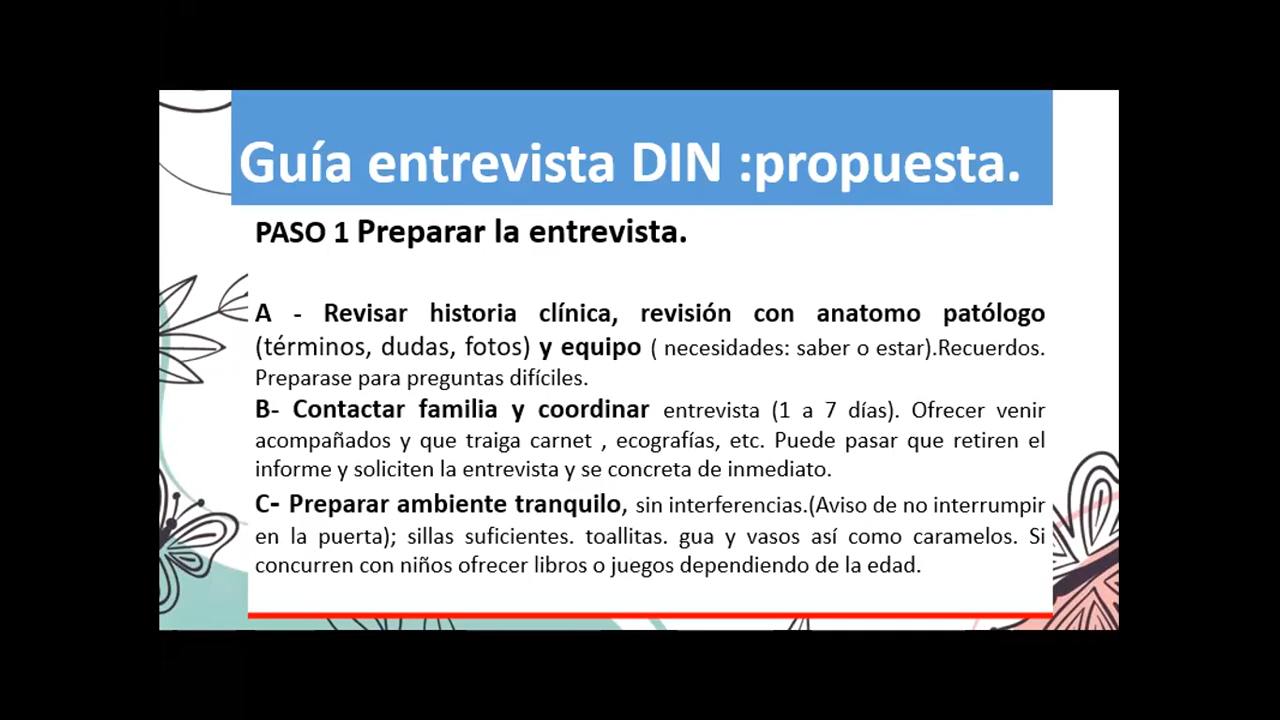 Guía entrevista DIN :propuesta.
PASO 1 Preparar la entrevista.
A - Revisar historia clínica, revisión con anatomo patólogo
(términos, dudas, fotos) y equipo ( necesidades: saber o estar).Recuerdos.
Preparase para preguntas difíciles.
B- Contactar familia y coordinar entrevista (1 a 7 días). Ofrecer venir
acompañados y que traiga carnet , ecografías, etc. Puede pasar que retiren el
informe y soliciten la entrevista y se concreta de inmediato.
C- Preparar ambiente tranquilo, sin interferencias.(Aviso de no interrumpir
en la puerta); sillas suficientes. toallitas. gua y vasos así como caramelos. Si
concurren con niños ofrecer libros o juegos dependiendo de la edad.